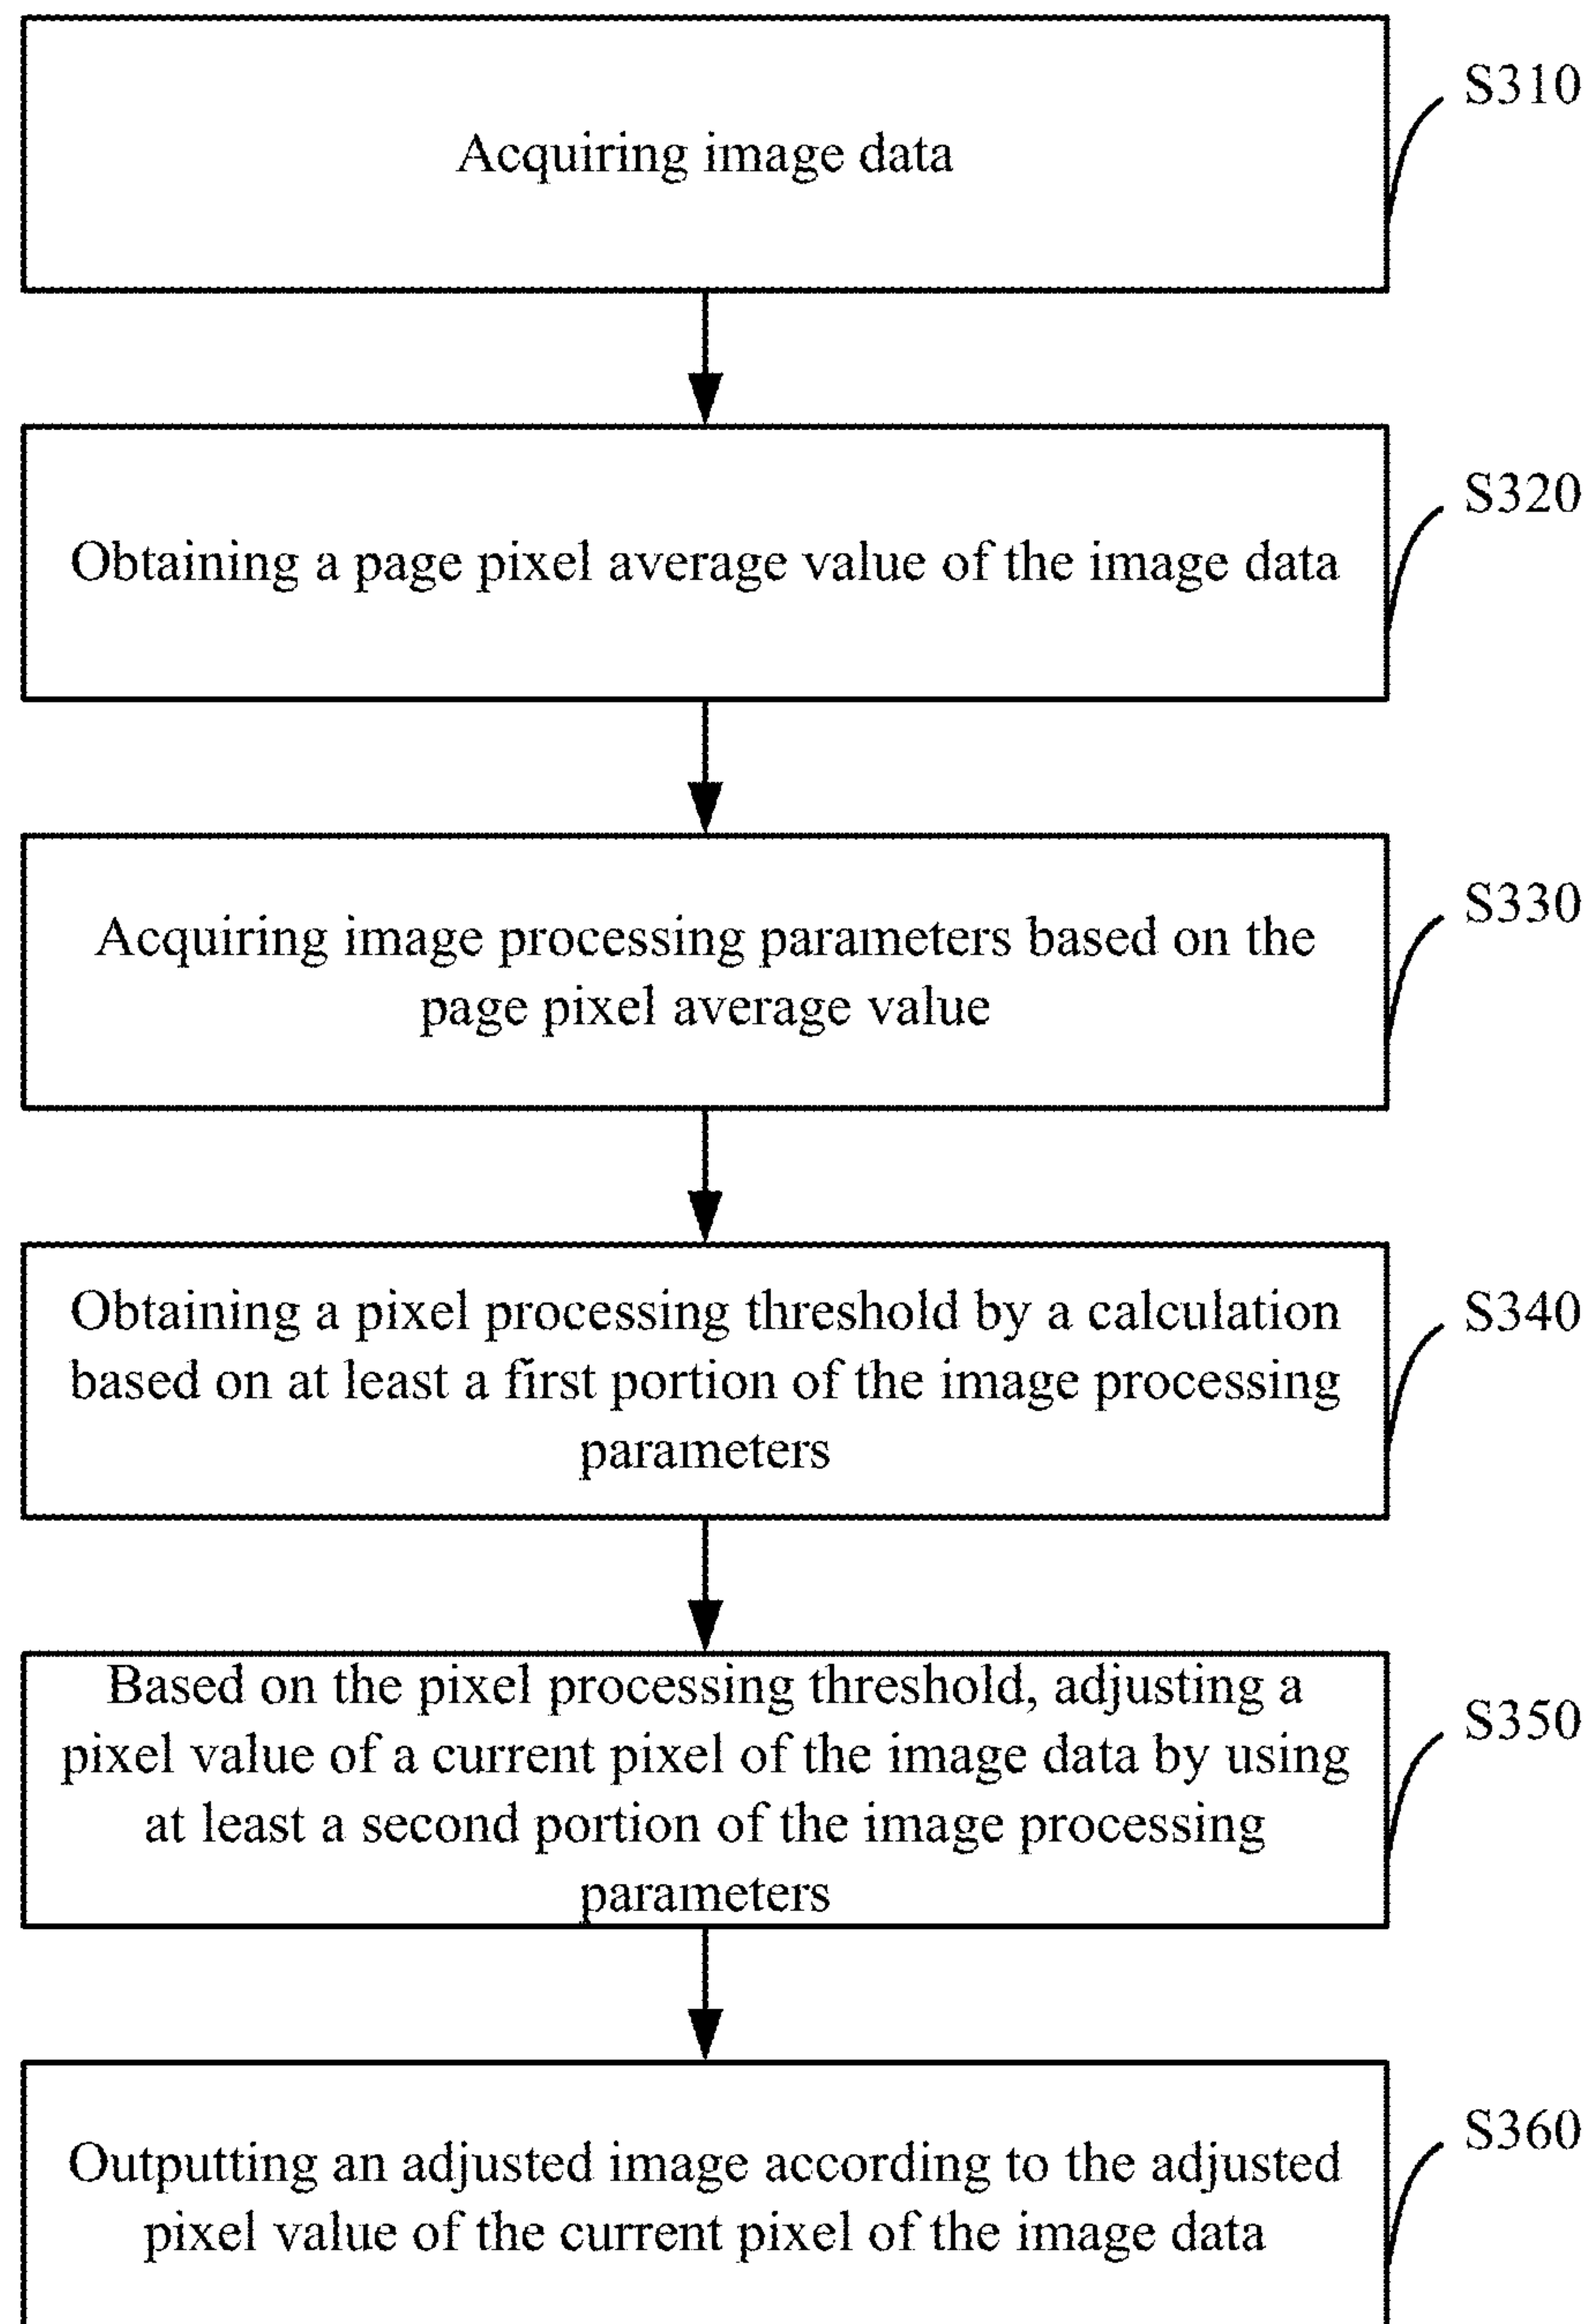 Acquiring image data
S310
Obtaining a page pixel average value of the image data
S320
Acquiring image processing parameters based on the
page pixel average value
S330
Obtaining a pixel processing threshold by a calculation
based on at least a first portion of the image processing
parameters
S340
Based on the pixel processing threshold, adjusting a
pixel value of a current pixel of the image data by using
at least a second portion of the image processing
parameters
S350
Outputting an adjusted image according to the adjusted
pixel value of the current pixel of the image data
S360